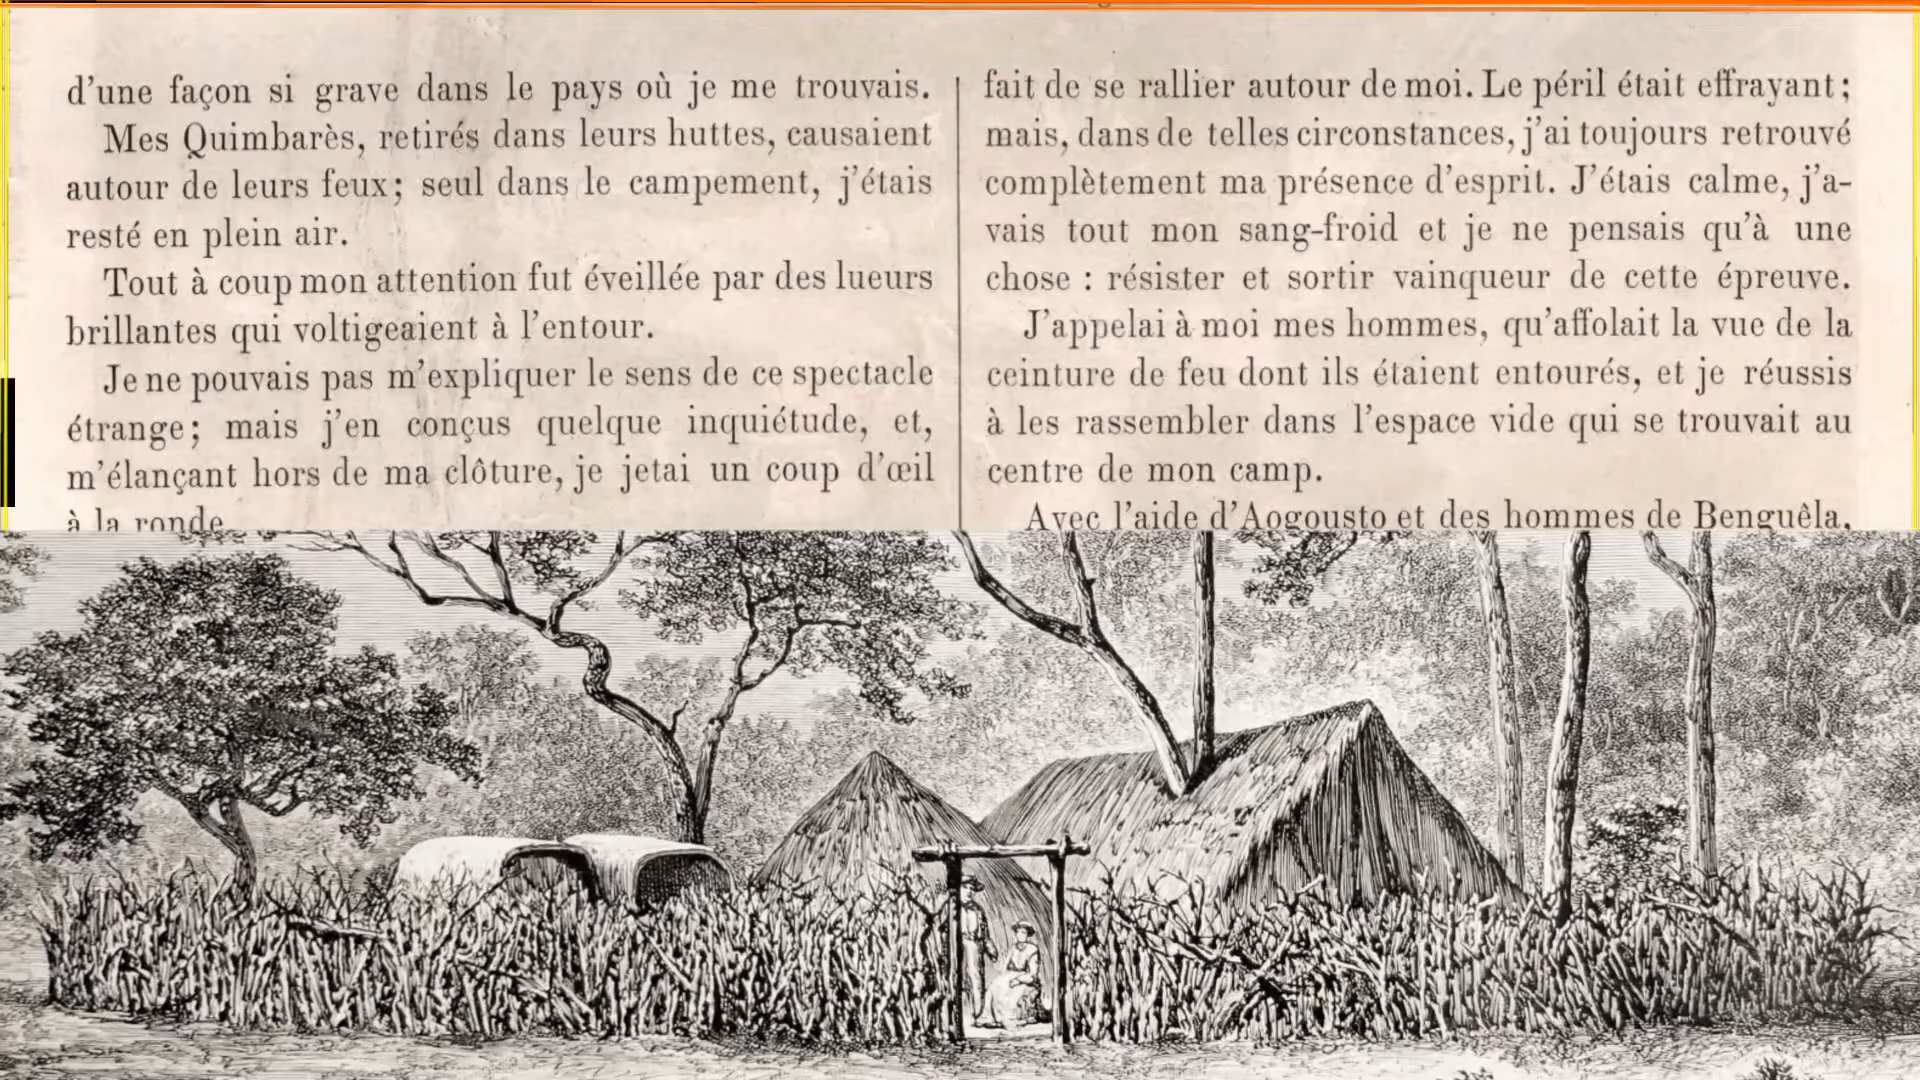 d'une façon si grave dans le pays où je me trouvais.
Mes Quimbarès, retirés dans leurs huttes, causaient
autour de leurs feux; seul dans le campement, j'étais
resté en plein air.
Tout à coup mon attention fut éveillée par des lueurs
brillantes qui voltigeaient à l'entour.
Je ne pouvais pas m'expliquer le sens de ce spectacle
étrange; mais j'en conçus quelque inquiétude, et,
m'élançant hors de ma clôture, je jetai un coup d'œil
à la ronde
fait de se rallier autour de moi. Le péril était effrayant;
mais, dans de telles circonstances, j'ai toujours retrouvé
complètement ma présence d'esprit. J'étais calme, j'a-
vais tout mon sang-froid et je ne pensais qu'à une
chose : résister et sortir vainqueur de cette épreuve.
J'appelai à moi mes hommes, qu'affolait la vue de la
ceinture de feu dont ils étaient entourés, et je réussis
à les rassembler dans l'espace vide qui se trouvait au
centre de mon camp.
Avec l'aide d'Aogousto et des hommes de Benguêla,